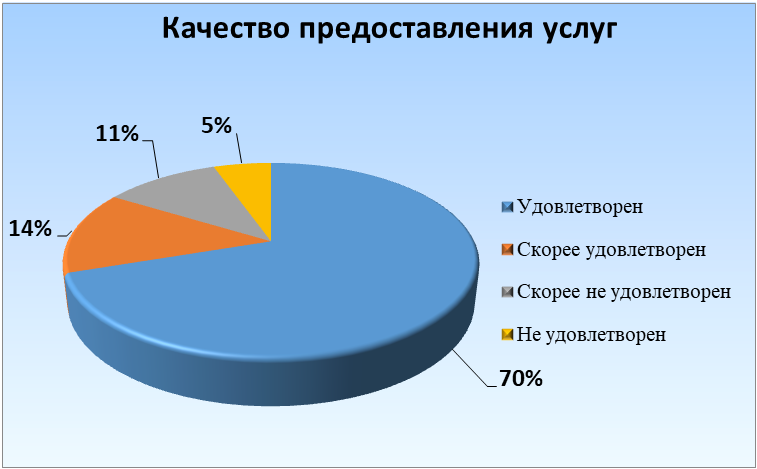 Качество предоставления услуг
5%
11%
14%
70%
Удовлетворен
Скорее удовлетворен
Скорее не удовлетворен
Не удовлетворен